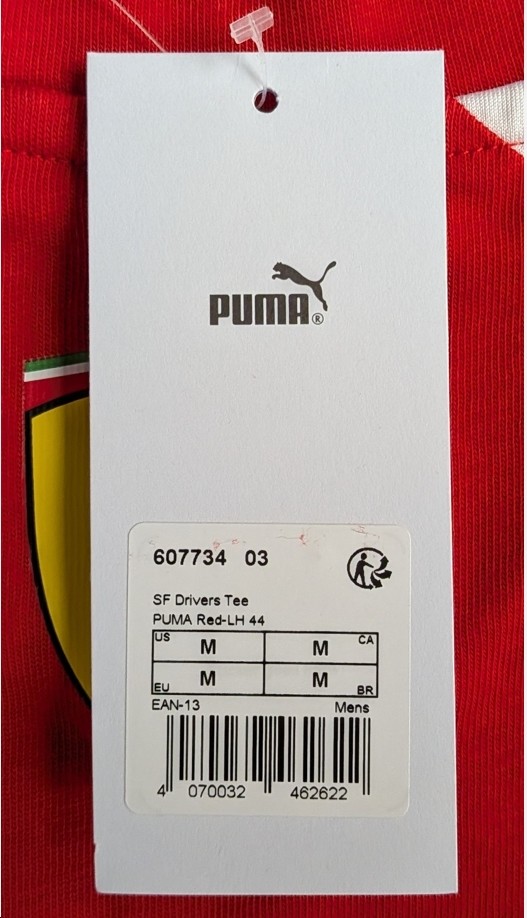 PUMA®
607734 03
SF Drivers Tee
PUMA Red-LH 44
US M M CA
EU M M BR
EAN-13 Mens
4 070032 462622